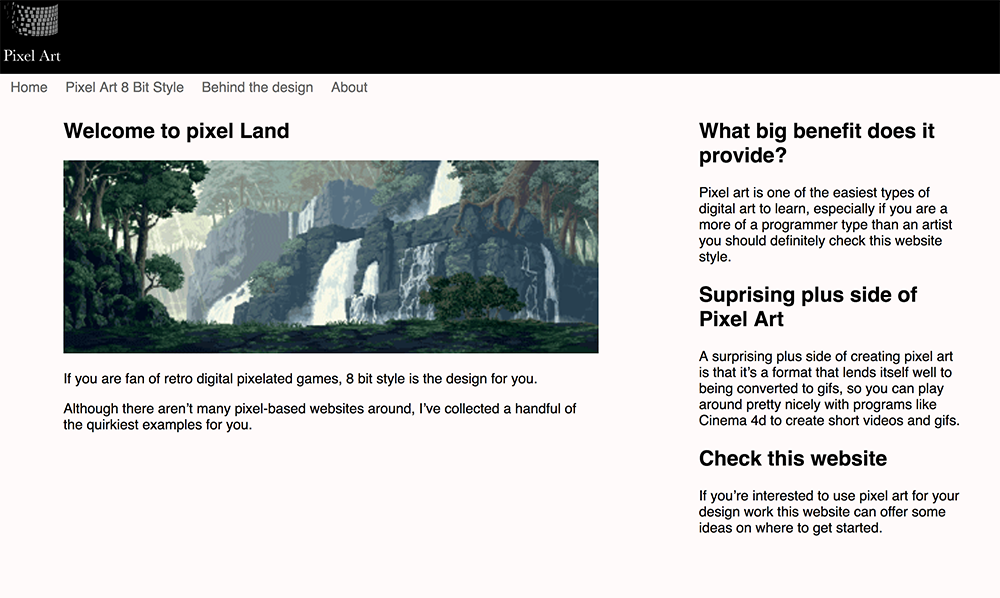 Pixel Art
Home Pixel Art 8 Bit Style Behind the design About
Welcome to pixel Land
If you are fan of retro digital pixelated games, 8 bit style is the design for you.
Although there aren’t many pixel-based websites around, I’ve collected a handful of
the quirkiest examples for you.
What big benefit does it
provide?
Pixel art is one of the easiest types of
digital art to learn, especially if you are a
more of a programmer type than an artist
you should definitely check this website
style.
Suprising plus side of
Pixel Art
A surprising plus side of creating pixel art
is that it’s a format that lends itself well to
being converted to gifs, so you can play
around pretty nicely with programs like
Cinema 4d to create short videos and gifs.
Check this website
If you’re interested to use pixel art for your
design work this website can offer some
ideas on where to get started.